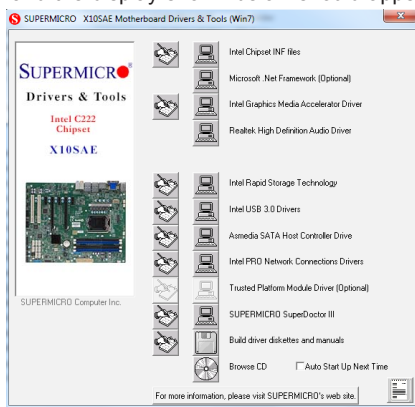 SUPERMICRO X10SAE Motherboard Drivers & Tools (Win7)
SUPERMICRO
Drivers & Tools
Intel C222
Chipset
X10SAE
SUPERMICRO Computer Inc.
Intel Chipset INF files
Microsoft .Net Framework (Optional)
Intel Graphics Media Accelerator Driver
Realtek High Definition Audio Driver
Intel Rapid Storage Technology
Intel USB 3.0 Drivers
Asmedia SATA Host Controller Drive
Intel PRO Network Connections Drivers
Trusted Platform Module Driver (Optional)
SUPERMICRO SuperDoctor III
Build driver diskettes and manuals
Browse CD Auto Start Up Next Time
For more information, please visit SUPERMICRO's web site.